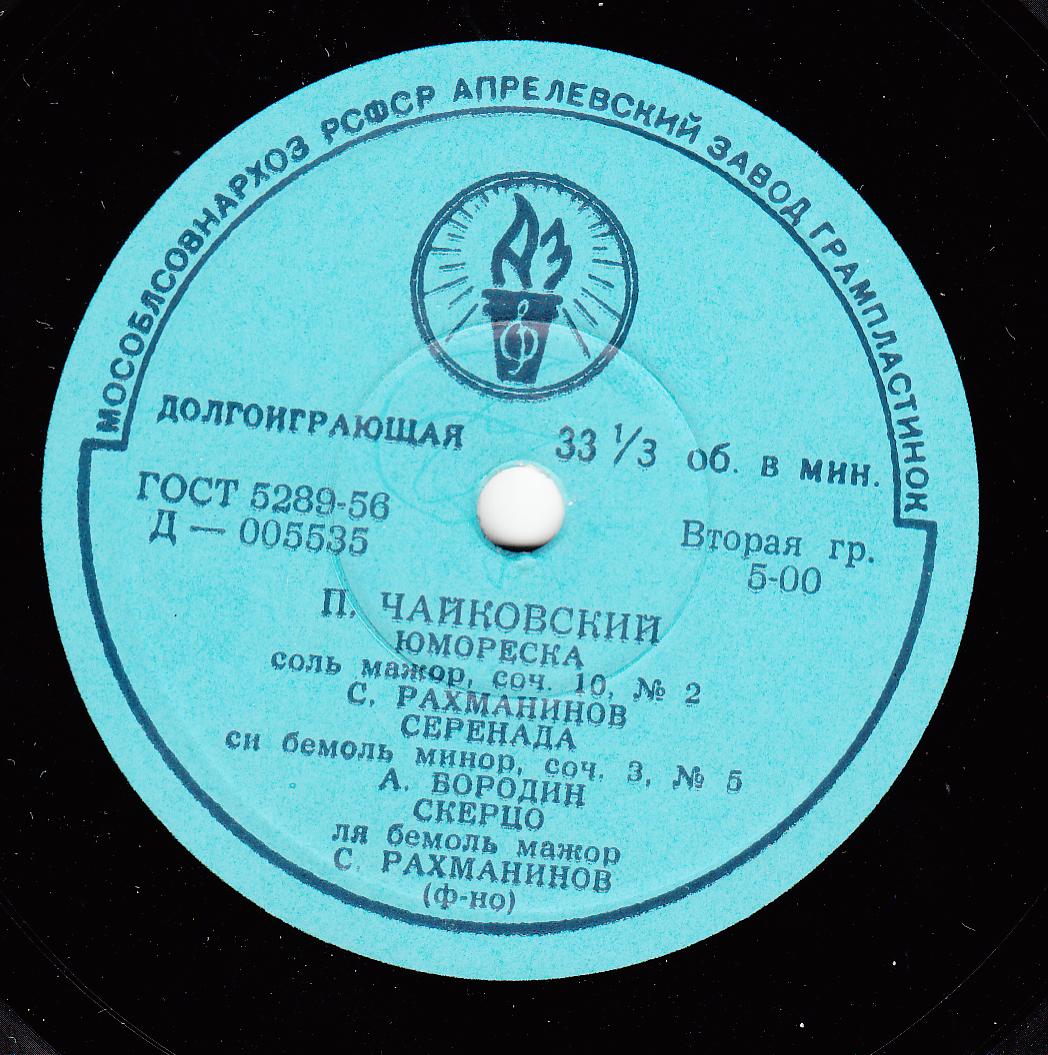 МОСОБЛСОВНАРХОЗ РСФСР АПРЕЛЕВСКИЙ ЗАВОД ГРАМПЛАСТИНОК
АЗ
ДОЛГОИГРАЮЩАЯ 33 1/3 об. в мин.
ГОСТ 5289-56
Д — 005535
Вторая гр.
5-00
П. ЧАЙКОВСКИЙ
ЮМОРЕСКА
соль мажор, соч. 10, № 2
С. РАХМАНИНОВ
СЕРЕНАДА
си бемоль минор, соч. 3, № 5
А. БОРОДИН
СКЕРЦО
ля бемоль мажор
С. РАХМАНИНОВ
(ф-но)